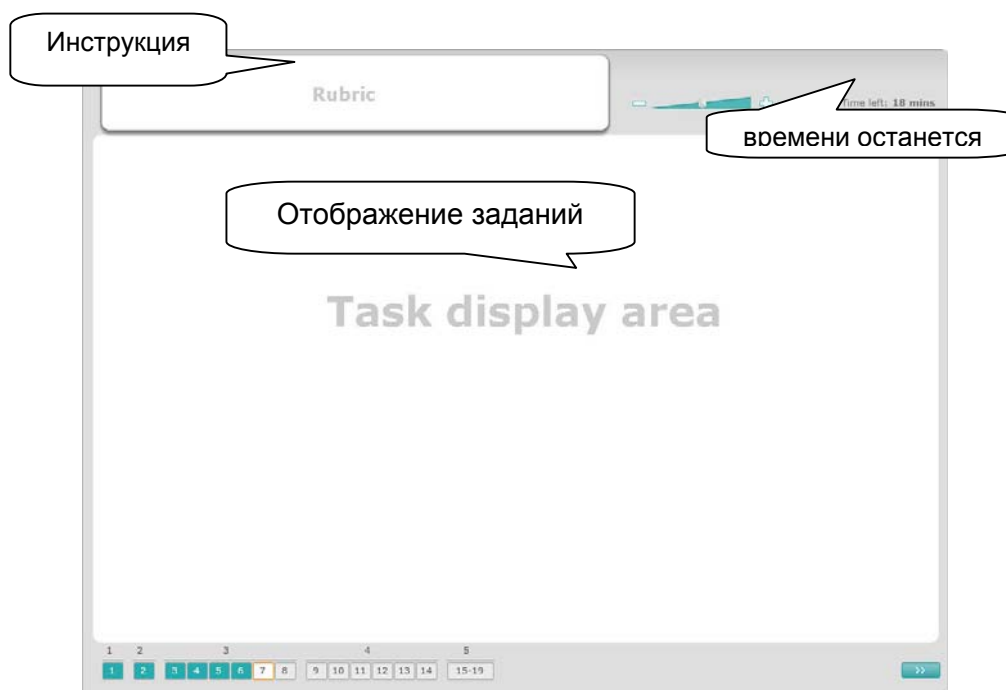 Инструкция
Rubric
Time left: 18 mins
времени останется
Отображение заданий
Task display area
1 2 3 4 5
1 2 3 4 5 6 7 8 9 10 11 12 13 14 15-19
>>